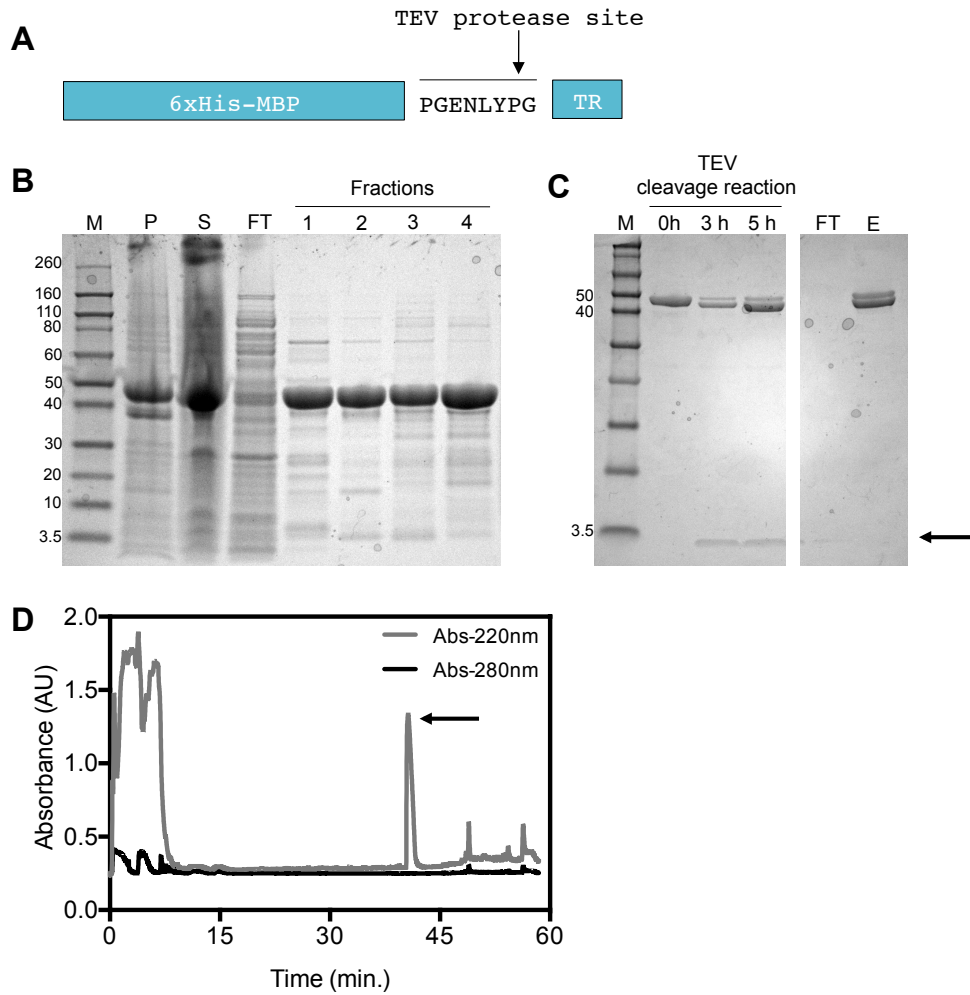 A
TEV protease site
6xHis-MBP
PGENLYPG
TR
B
Fractions
M P S FT 1 2 3 4
260
160
110
80
60
50
40
30
20
10
3.5
C
TEV
cleavage reaction
M 0h 3 h 5 h FT E
50
40
3.5
D
Abs-220nm
Abs-280nm
Absorbance (AU)
2.0
1.5
1.0
0.5
0.0
0 15 30 45 60
Time (min.)